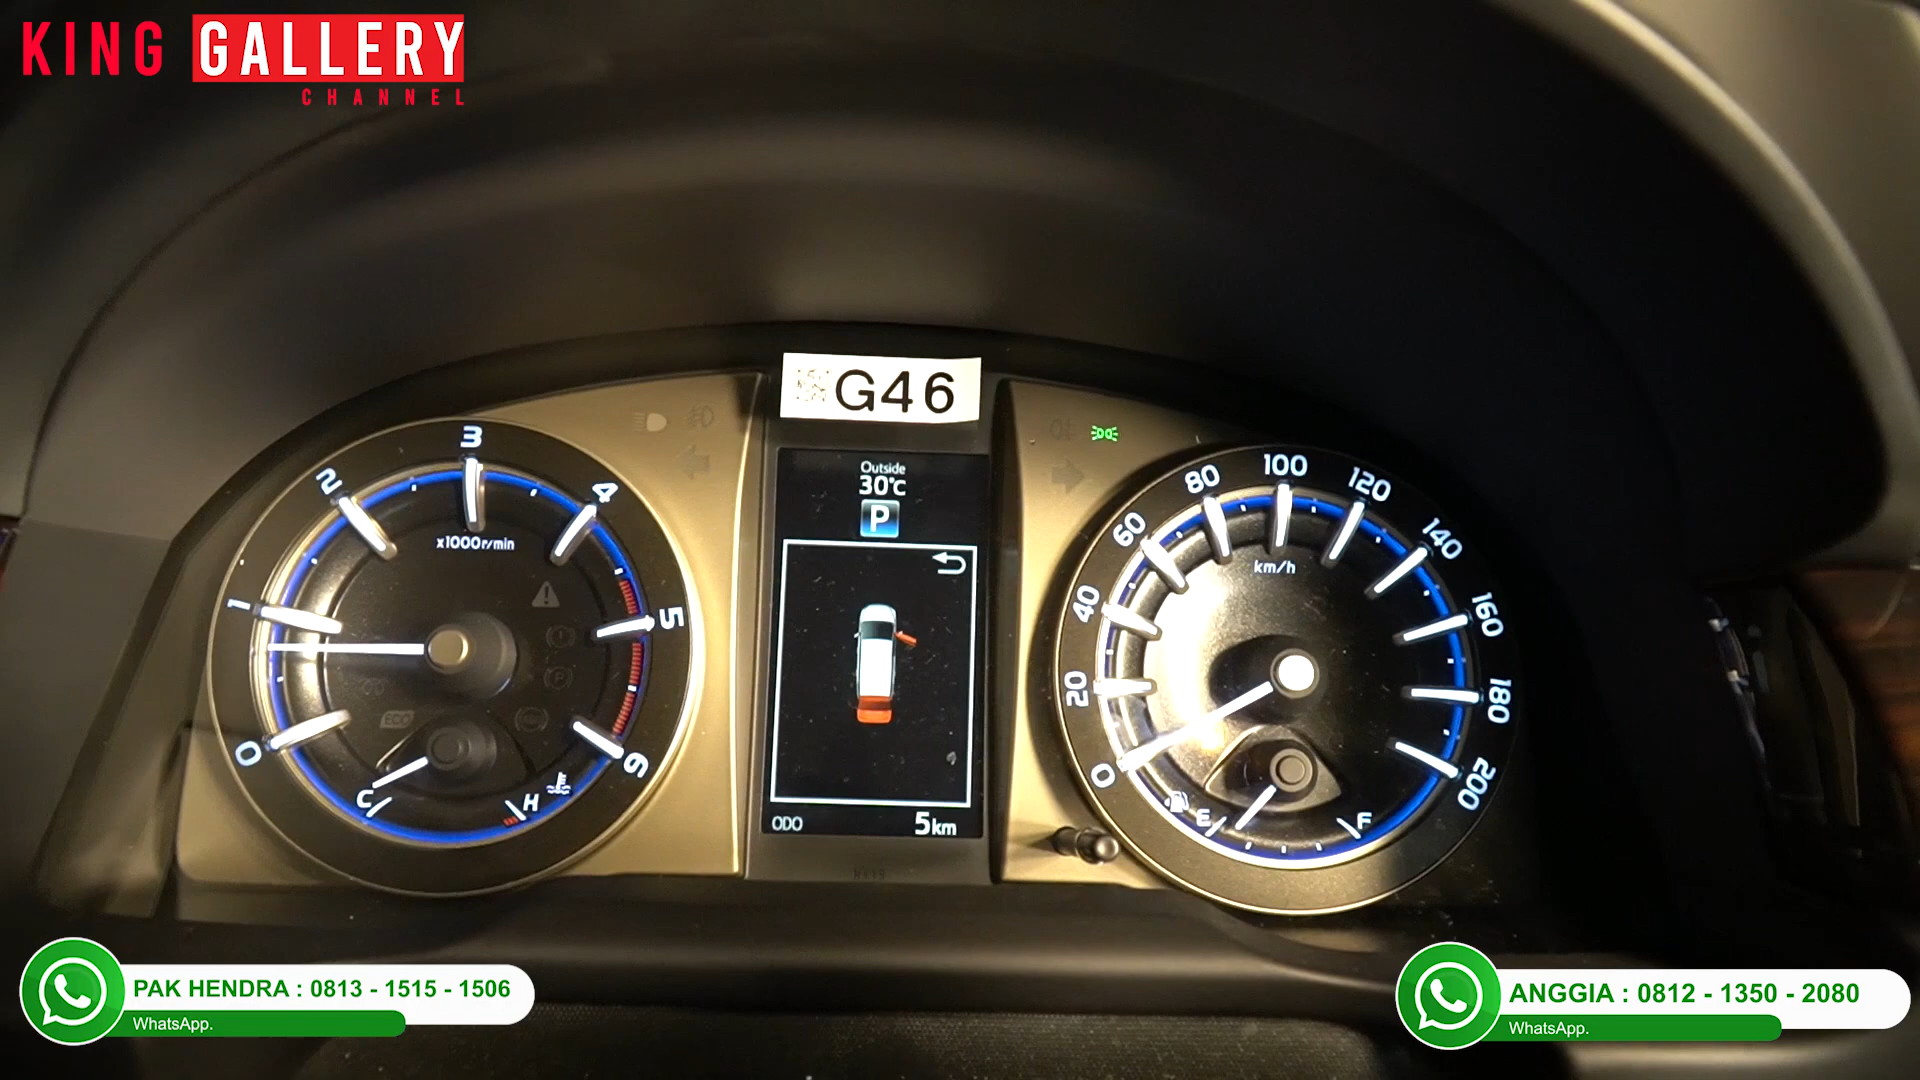 KING GALLERY
CHANNEL
G46
Outside
30°C
P
ODO
5km
0
1
2
3
4
5
6
x1000r/min
ECO
C
H
0
20
40
60
80
100
120
140
160
180
200
km/h
E
F
PAK HENDRA : 0813 - 1515 - 1506
WhatsApp.
ANGGIA : 0812 - 1350 - 2080
WhatsApp.